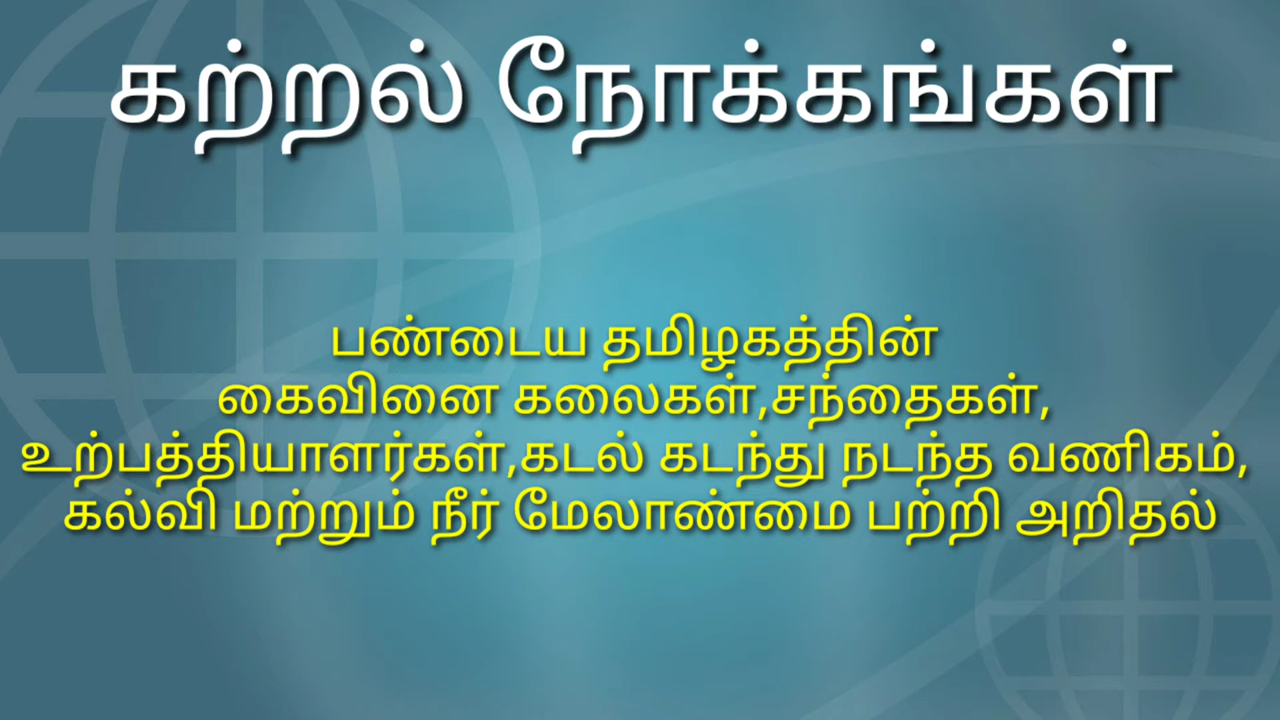 கற்றல் நோக்கங்கள்
பண்டைய தமிழகத்தின்
கைவினை கலைகள்,சந்தைகள்,
உற்பத்தியாளர்கள்,கடல் கடந்து நடந்த வணிகம்,
கல்வி மற்றும் நீர் மேலாண்மை பற்றி அறிதல்